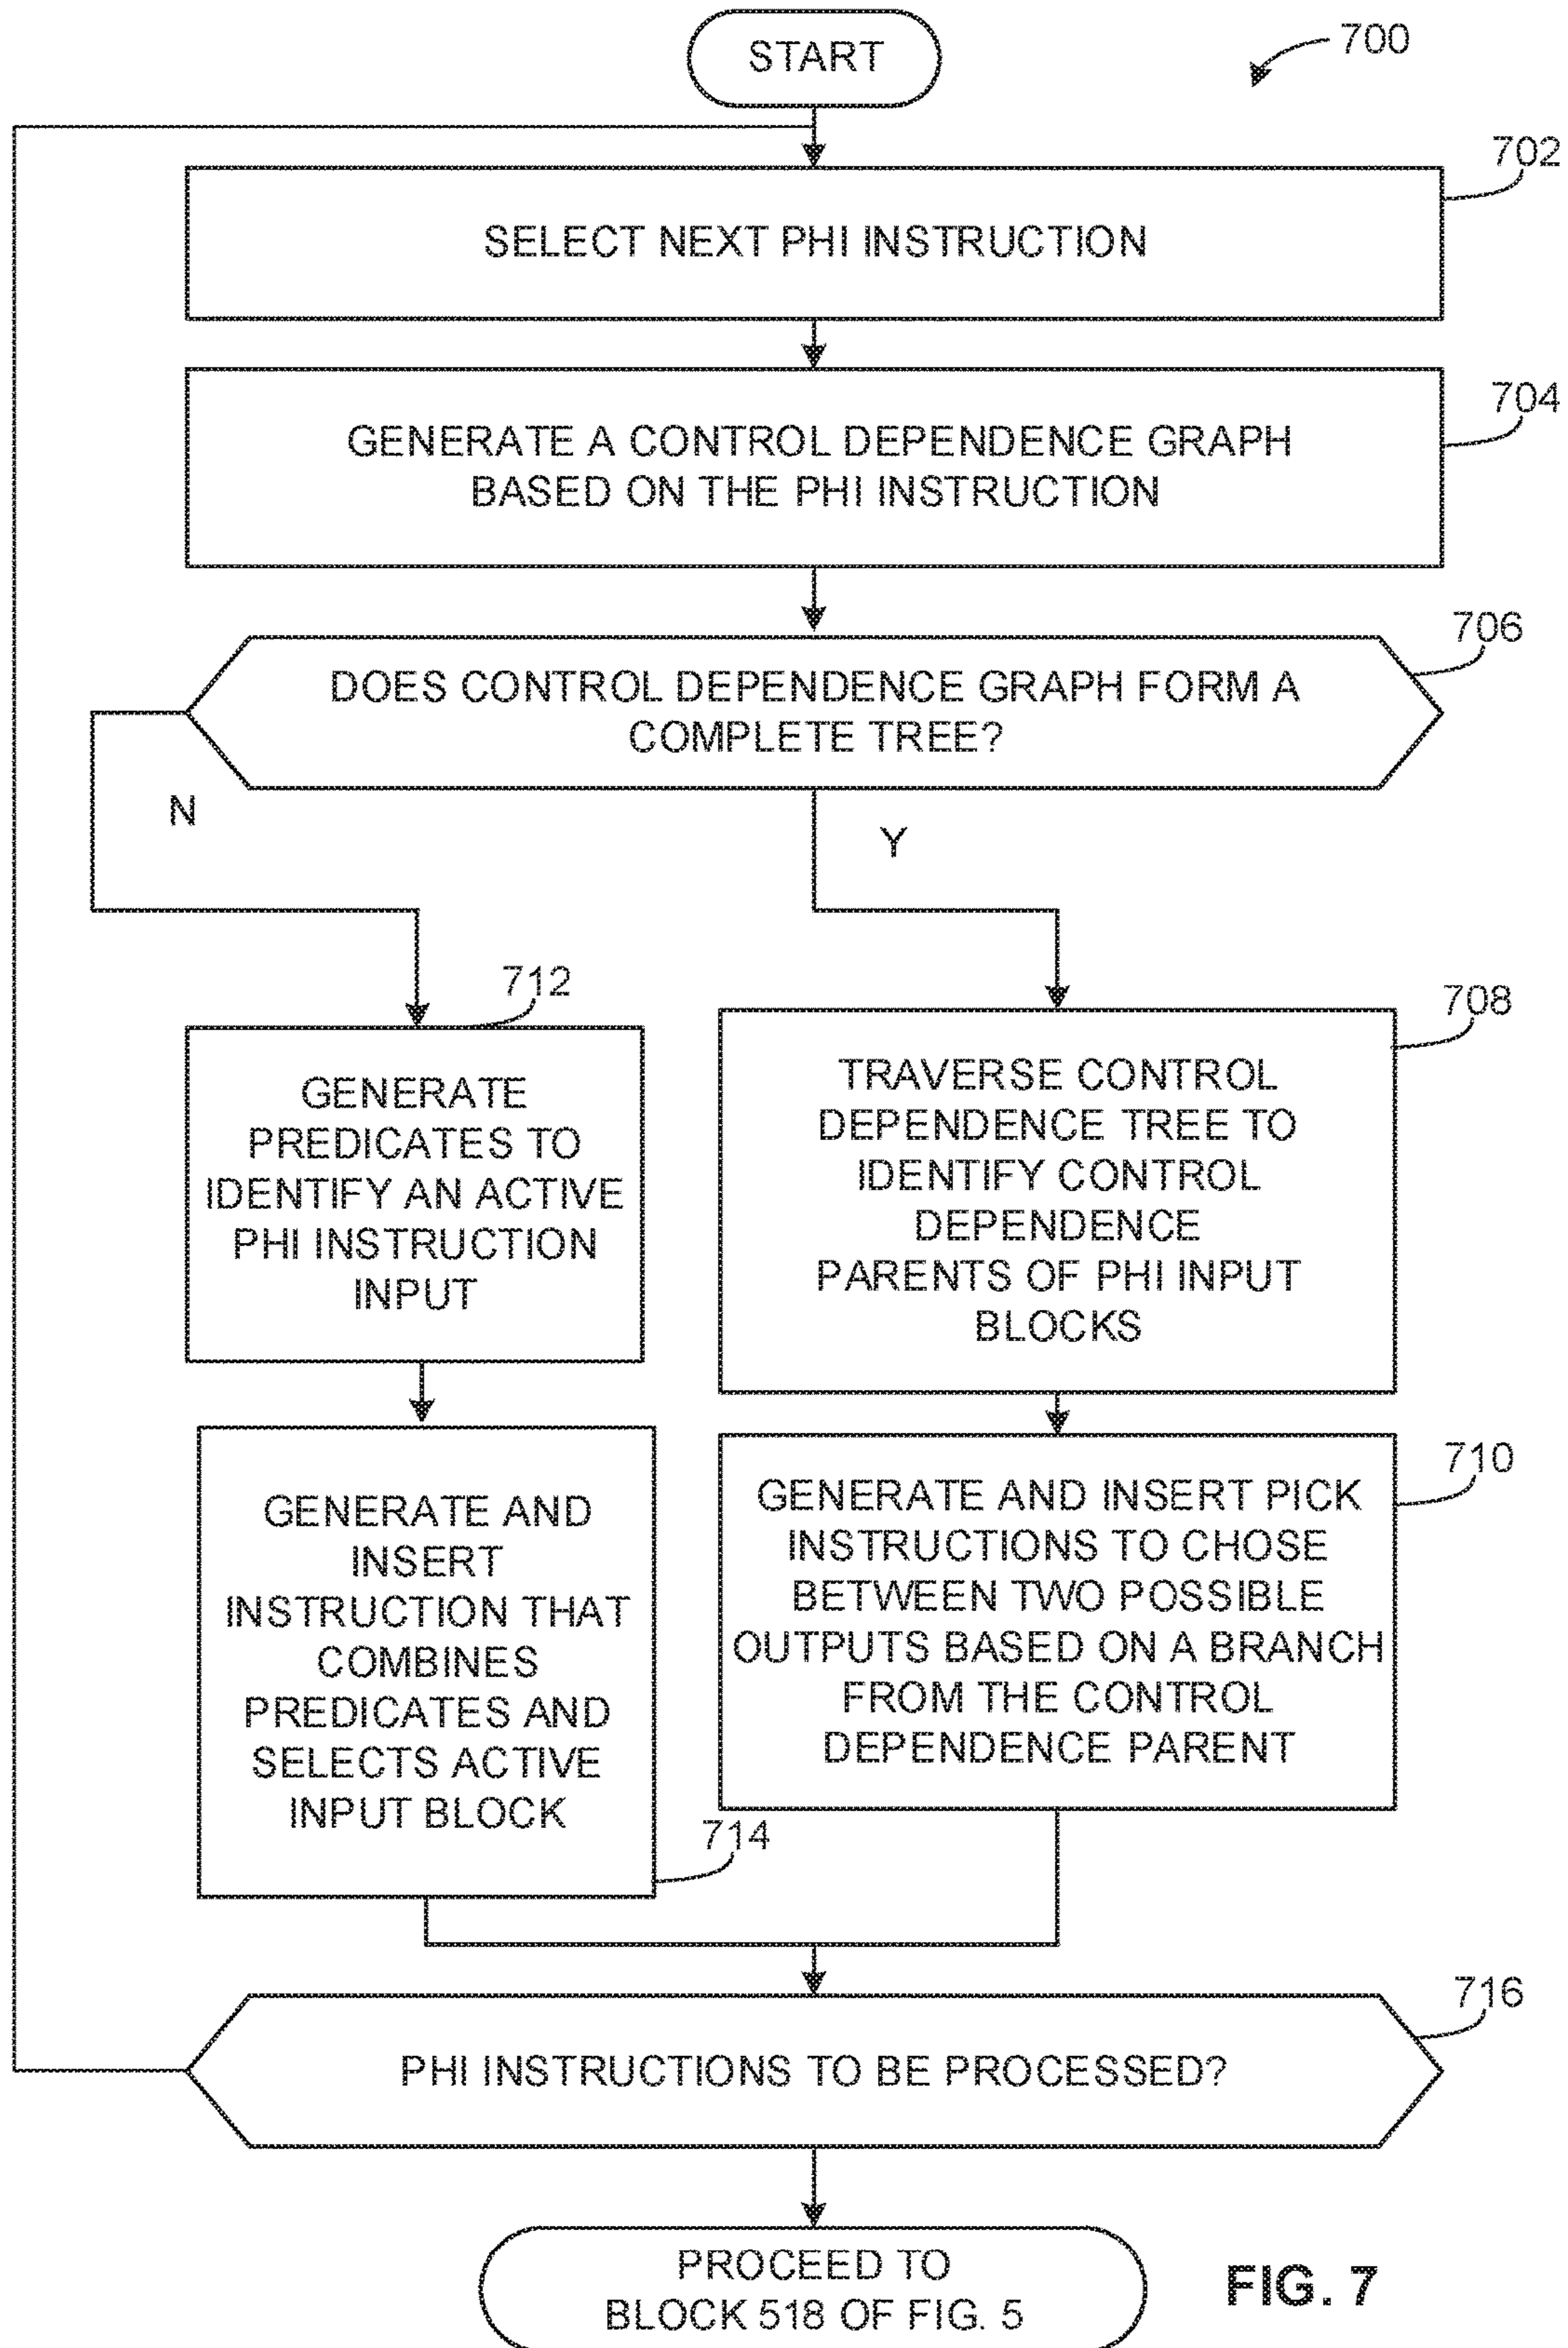 START
700
702
SELECT NEXT PHI INSTRUCTION
704
GENERATE A CONTROL DEPENDENCE GRAPH
BASED ON THE PHI INSTRUCTION
706
DOES CONTROL DEPENDENCE GRAPH FORM A
COMPLETE TREE?
N
Y
712
GENERATE
PREDICATES TO
IDENTIFY AN ACTIVE
PHI INSTRUCTION
INPUT
708
TRAVERSE CONTROL
DEPENDENCE TREE TO
IDENTIFY CONTROL
DEPENDENCE
PARENTS OF PHI INPUT
BLOCKS
GENERATE AND
INSERT
INSTRUCTION THAT
COMBINES
PREDICATES AND
SELECTS ACTIVE
INPUT BLOCK
714
710
GENERATE AND INSERT PICK
INSTRUCTIONS TO CHOSE
BETWEEN TWO POSSIBLE
OUTPUTS BASED ON A BRANCH
FROM THE CONTROL
DEPENDENCE PARENT
716
PHI INSTRUCTIONS TO BE PROCESSED?
PROCEED TO
BLOCK 518 OF FIG. 5
FIG. 7